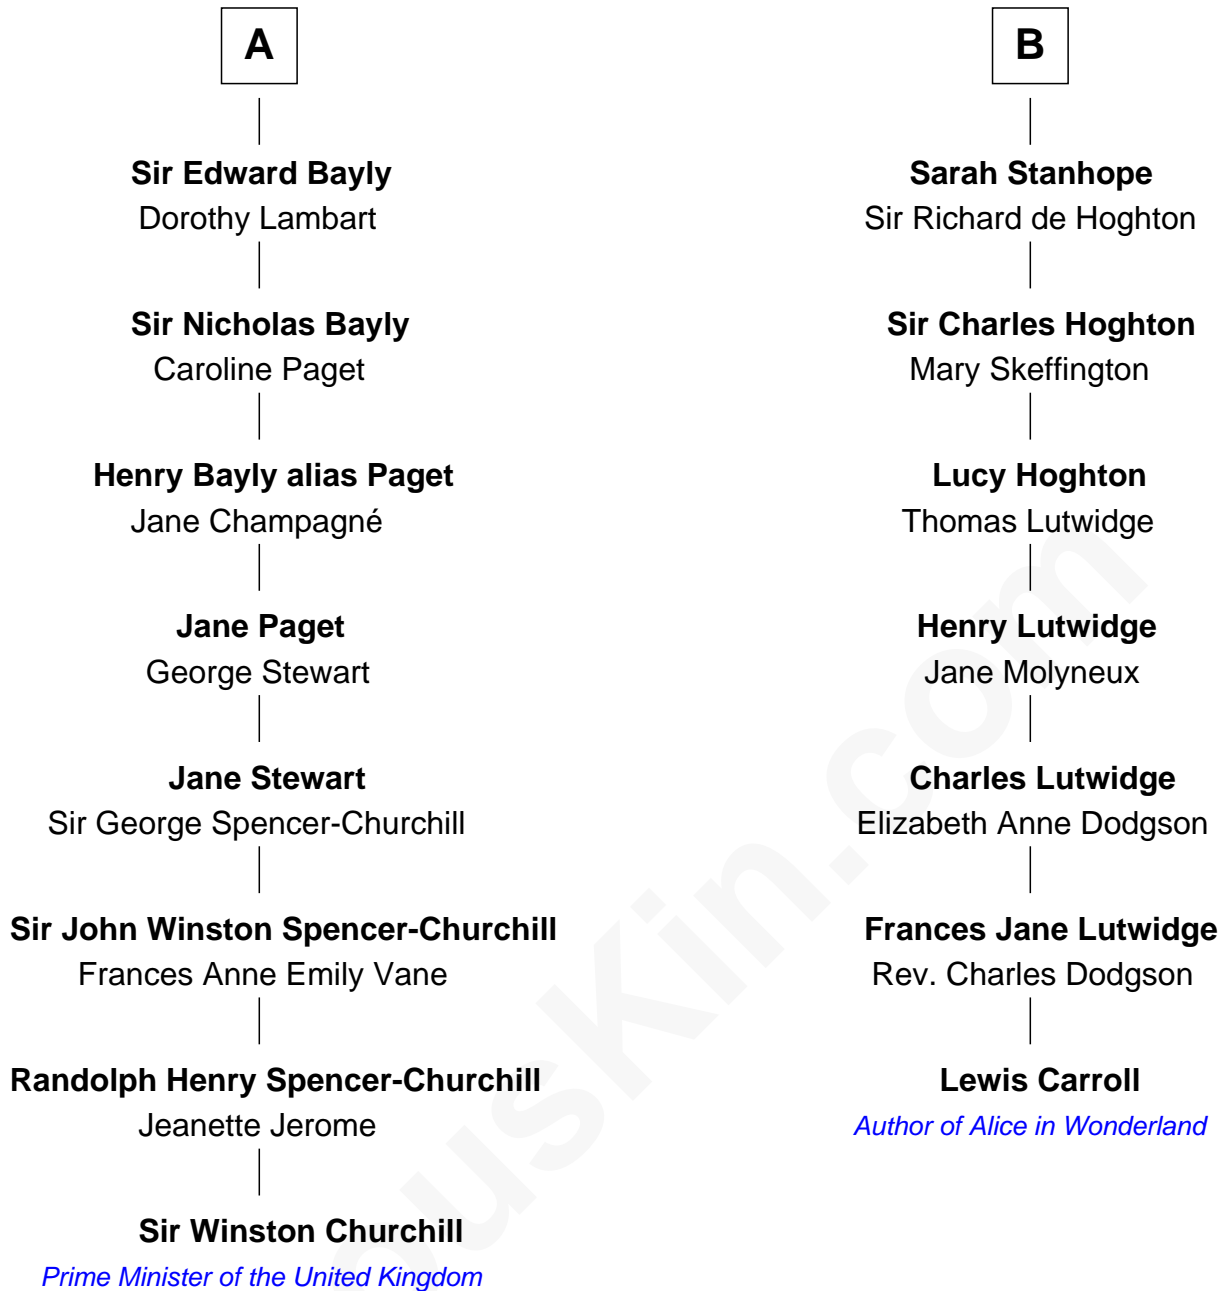 A
Sir Edward Bayly
Dorothy Lambart
Sir Nicholas Bayly
Caroline Paget
Henry Bayly alias Paget
Jane Champagné
Jane Paget
George Stewart
Jane Stewart
Sir George Spencer-Churchill
Sir John Winston Spencer-Churchill
Frances Anne Emily Vane
Randolph Henry Spencer-Churchill
Jeanette Jerome
Sir Winston Churchill
Prime Minister of the United Kingdom
B
Sarah Stanhope
Sir Richard de Hoghton
Sir Charles Hoghton
Mary Skeffington
Lucy Hoghton
Thomas Lutwidge
Henry Lutwidge
Jane Molyneux
Charles Lutwidge
Elizabeth Anne Dodgson
Frances Jane Lutwidge
Rev. Charles Dodgson
Lewis Carroll
Author of Alice in Wonderland
ousKin.com